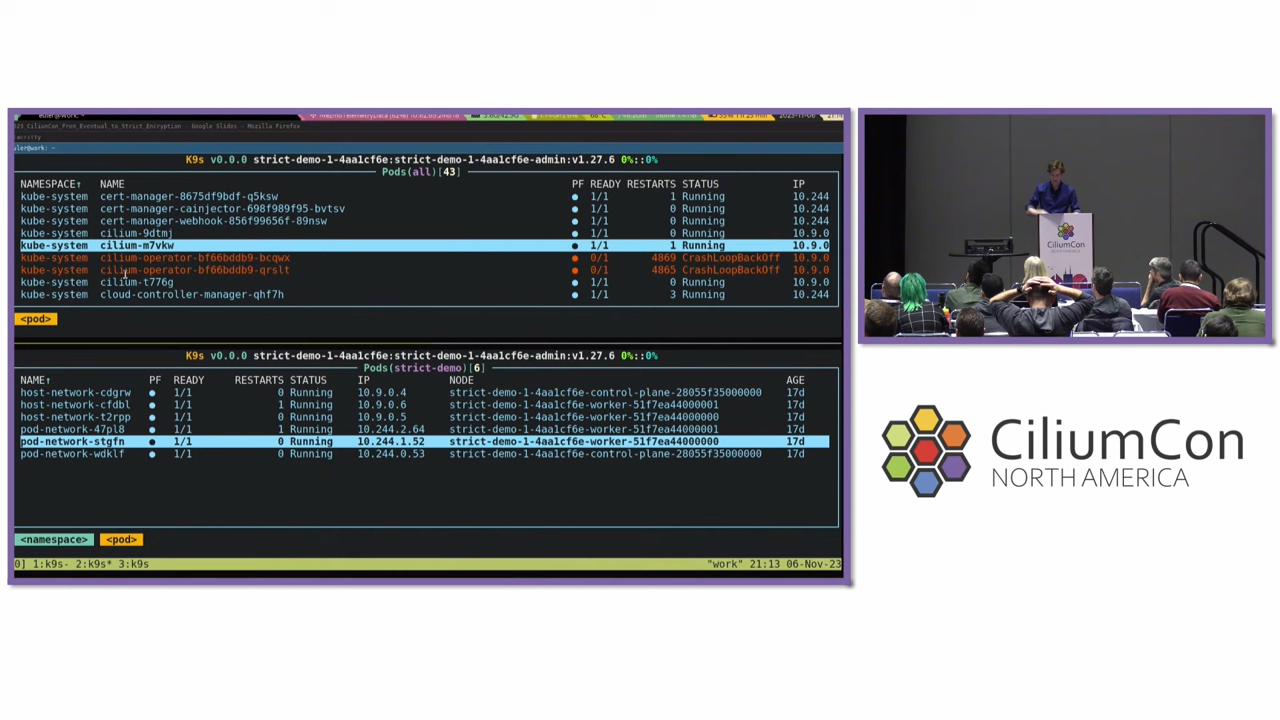 euler@work: ~
2023_CiliumCon_From_Eventual_to_Strict_Encryption - Google Slides - Mozilla Firefox
euler@work: ~
K9s v0.0.0 strict-demo-1-4aa1cf6e:strict-demo-1-4aa1cf6e-admin:v1.27.6 0%::0%
Pods(all)[43]
NAMESPACE↑ NAME PF READY RESTARTS STATUS IP
kube-system cert-manager-8675df9bdf-q5ksw ● 1/1 1 Running 10.244
kube-system cert-manager-cainjector-698f989f95-bvtsv ● 1/1 0 Running 10.244
kube-system cert-manager-webhook-856f99656f-89nsw ● 1/1 0 Running 10.244
kube-system cilium-9dtmj ● 1/1 0 Running 10.9.0
kube-system cilium-m7vkw ● 1/1 1 Running 10.9.0
kube-system cilium-operator-bf66bddb9-bcqwx ● 0/1 4869 CrashLoopBackOff 10.9.0
kube-system cilium-operator-bf66bddb9-qrslt ● 0/1 4865 CrashLoopBackOff 10.9.0
kube-system cilium-t776g ● 1/1 0 Running 10.9.0
kube-system cloud-controller-manager-qhf7h ● 1/1 3 Running 10.244
<pod>
K9s v0.0.0 strict-demo-1-4aa1cf6e:strict-demo-1-4aa1cf6e-admin:v1.27.6 0%::0%
Pods(strict-demo)[6]
NAME↑ PF READY RESTARTS STATUS IP NODE AGE
host-network-cdgrw ● 1/1 0 Running 10.9.0.4 strict-demo-1-4aa1cf6e-control-plane-28055f35000000 17d
host-network-cfdbl ● 1/1 1 Running 10.9.0.6 strict-demo-1-4aa1cf6e-worker-51f7ea44000001 17d
host-network-t2rpp ● 1/1 0 Running 10.9.0.5 strict-demo-1-4aa1cf6e-worker-51f7ea44000000 17d
pod-network-47pl8 ● 1/1 1 Running 10.244.2.64 strict-demo-1-4aa1cf6e-worker-51f7ea44000001 17d
pod-network-stgfn ● 1/1 0 Running 10.244.1.52 strict-demo-1-4aa1cf6e-worker-51f7ea44000000 17d
pod-network-wdklf ● 1/1 0 Running 10.244.0.53 strict-demo-1-4aa1cf6e-control-plane-28055f35000000 17d
<namespace> <pod>
0] 1:k9s- 2:k9s* 3:k9s "work" 21:13 06-Nov-23
CiliumCon
CiliumCon
NORTH AMERICA